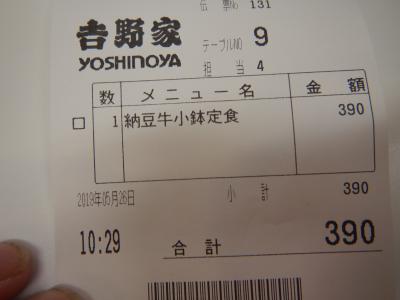 伝票No 131
吉野家
YOSHINOYA
テーブルNO 9
担当 4
数 メニュー名 金額
1 納豆牛小鉢定食 390
小計 390
2019年05月26日
10:29 合計 390